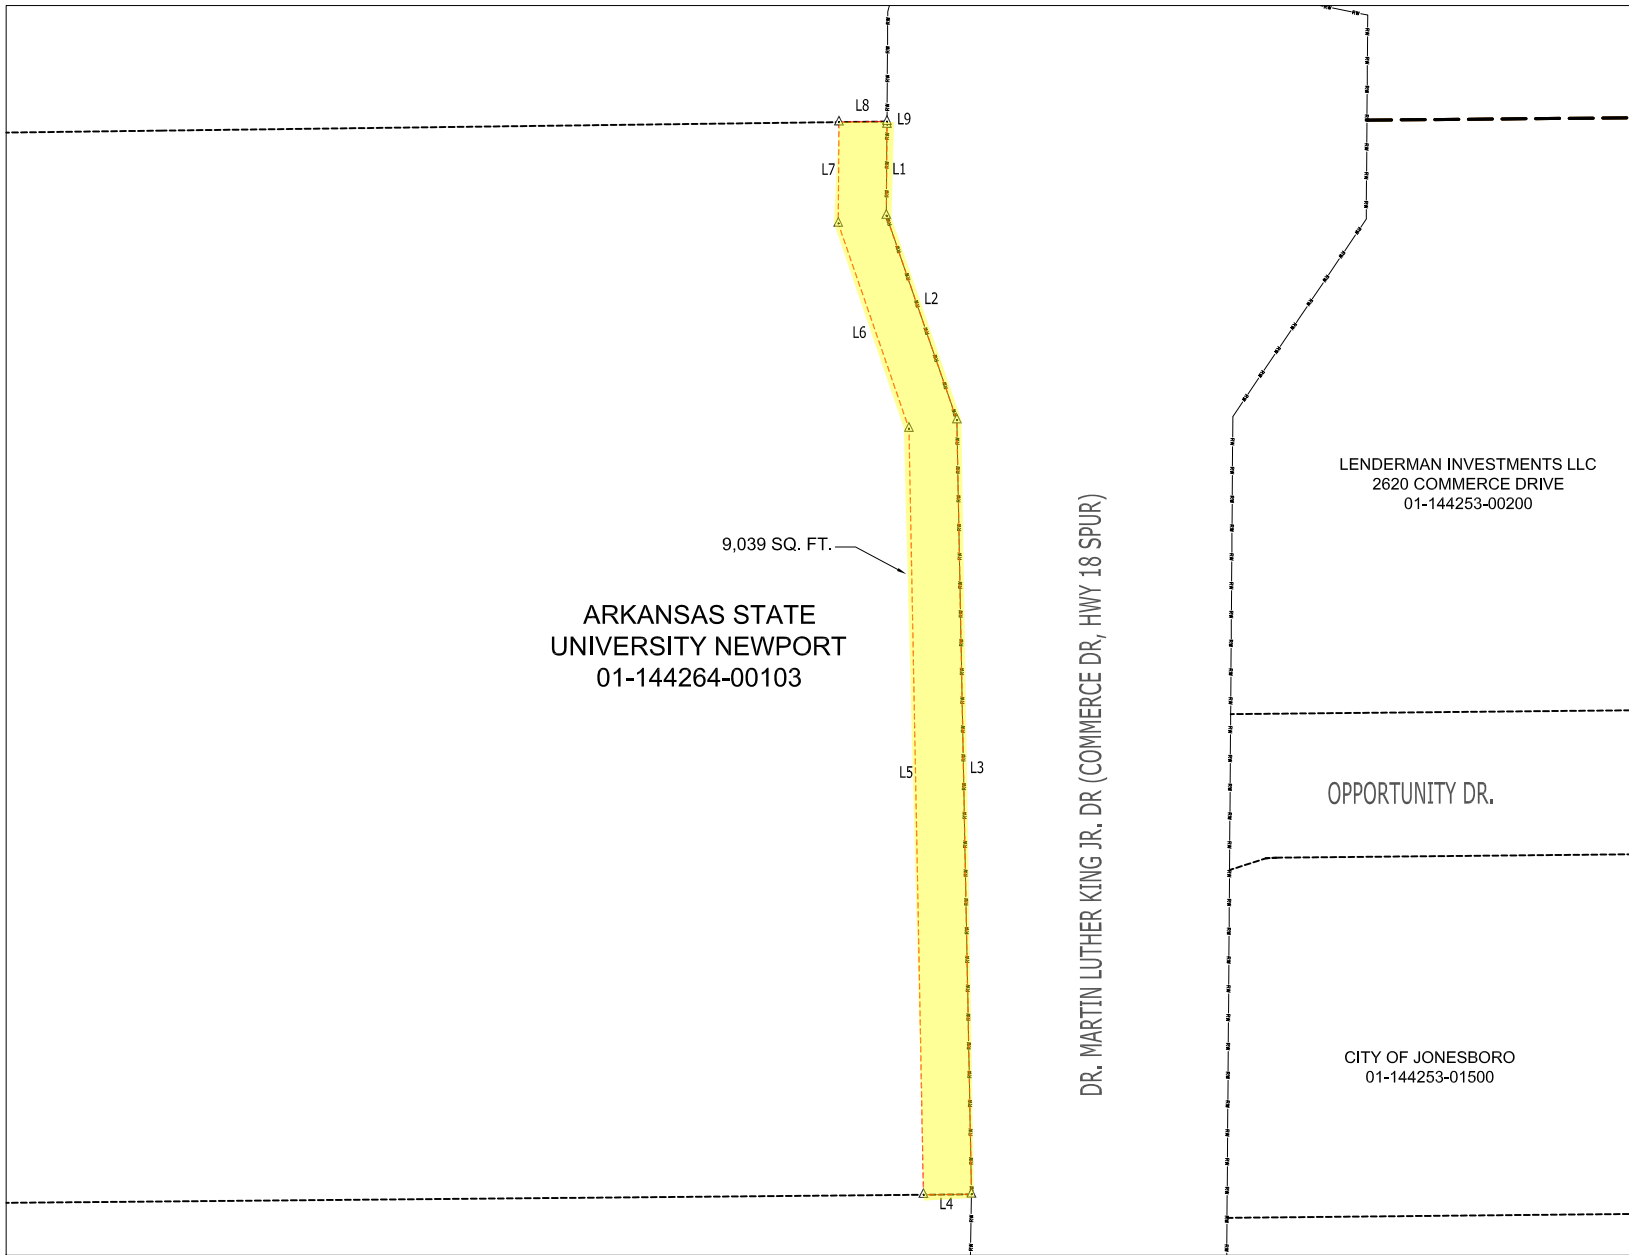 L8
L9
L7
L1
L2
L6
LENDERMAN INVESTMENTS LLC
2620 COMMERCE DRIVE
01-144253-00200
9,039 SQ. FT.
ARKANSAS STATE
UNIVERSITY NEWPORT
01-144264-00103
DR. MARTIN LUTHER KING JR. DR (COMMERCE DR, HWY 18 SPUR)
L5
L3
OPPORTUNITY DR.
CITY OF JONESBORO
01-144253-01500
L4